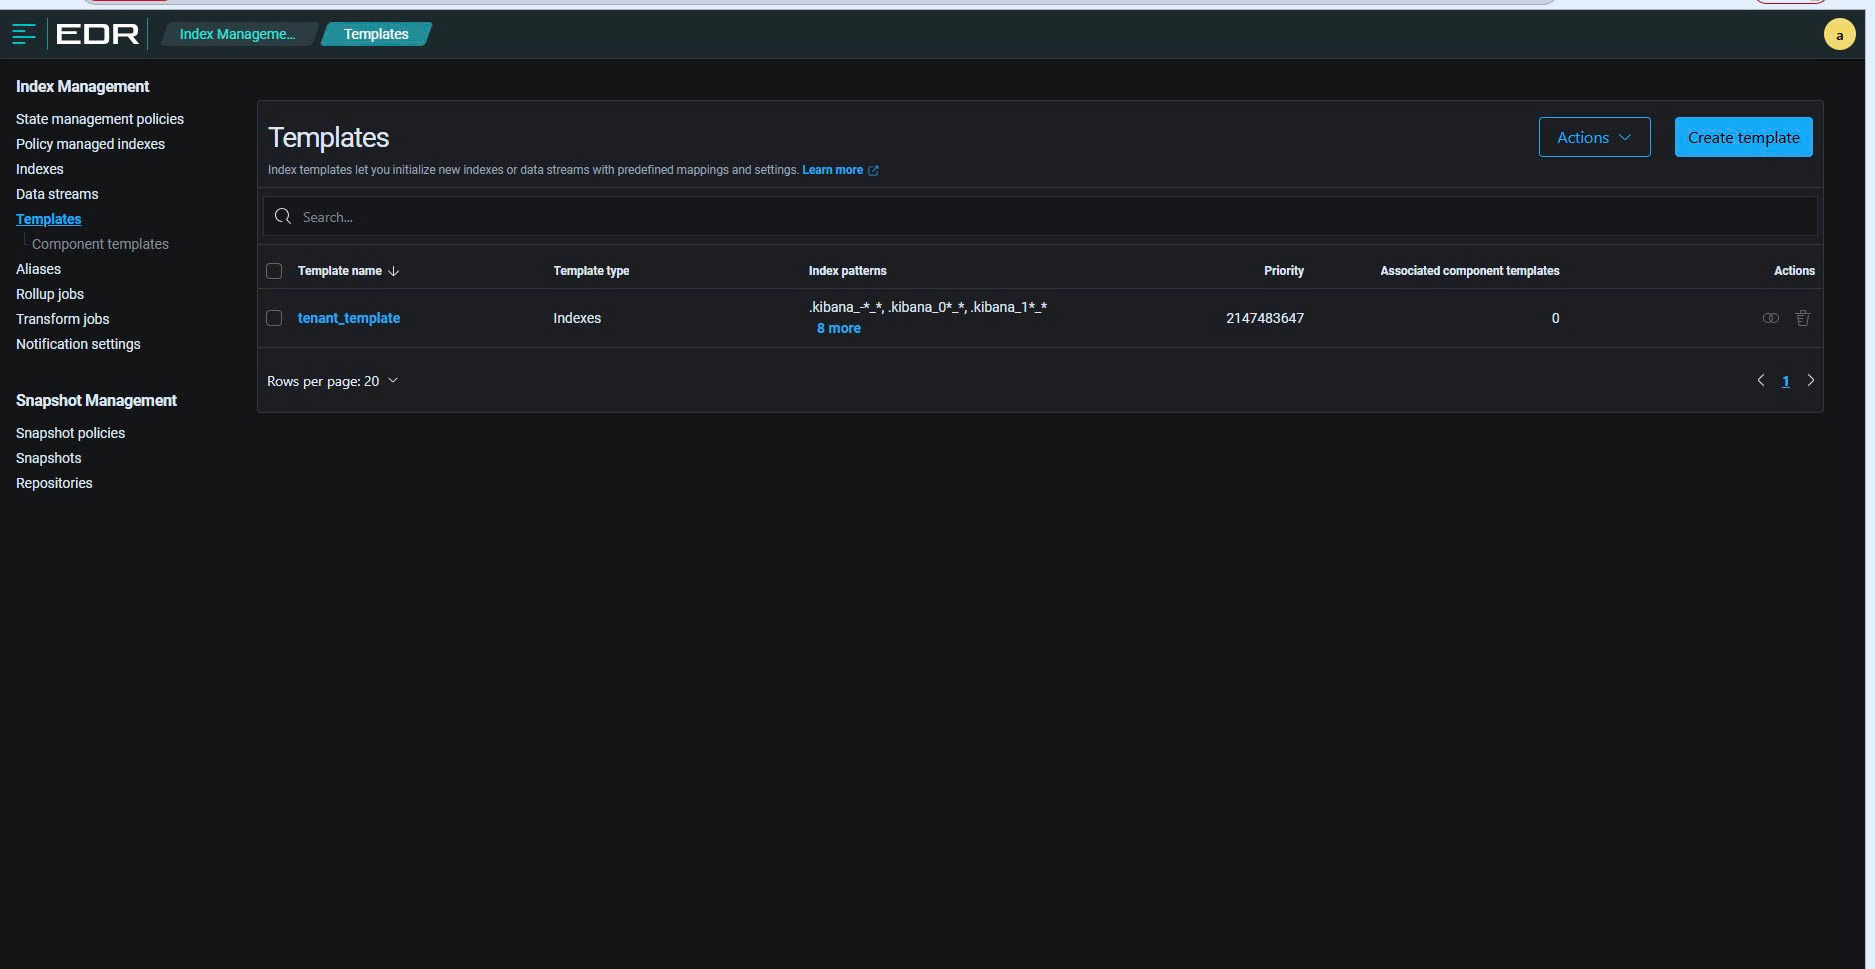 EDR
Index Manageme...
Templates
a
Index Management
State management policies
Policy managed indexes
Indexes
Data streams
Templates
Component templates
Aliases
Rollup jobs
Transform jobs
Notification settings
Snapshot Management
Snapshot policies
Snapshots
Repositories
Templates
Actions
Create template
Index templates let you initialize new indexes or data streams with predefined mappings and settings. Learn more
Search...
Template name Template type Index patterns Priority Associated component templates Actions
tenant_template Indexes .kibana_-*_*, .kibana_0*_*, .kibana_1*_* 2147483647 0
8 more
Rows per page: 20
1